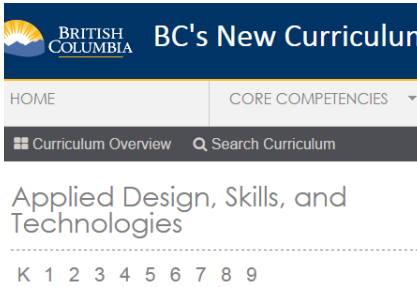 BRITISH
COLUMBIA
BC's New Curriculum
HOME
CORE COMPETENCIES
Curriculum Overview
Search Curriculum
Applied Design, Skills, and
Technologies
K 1 2 3 4 5 6 7 8 9